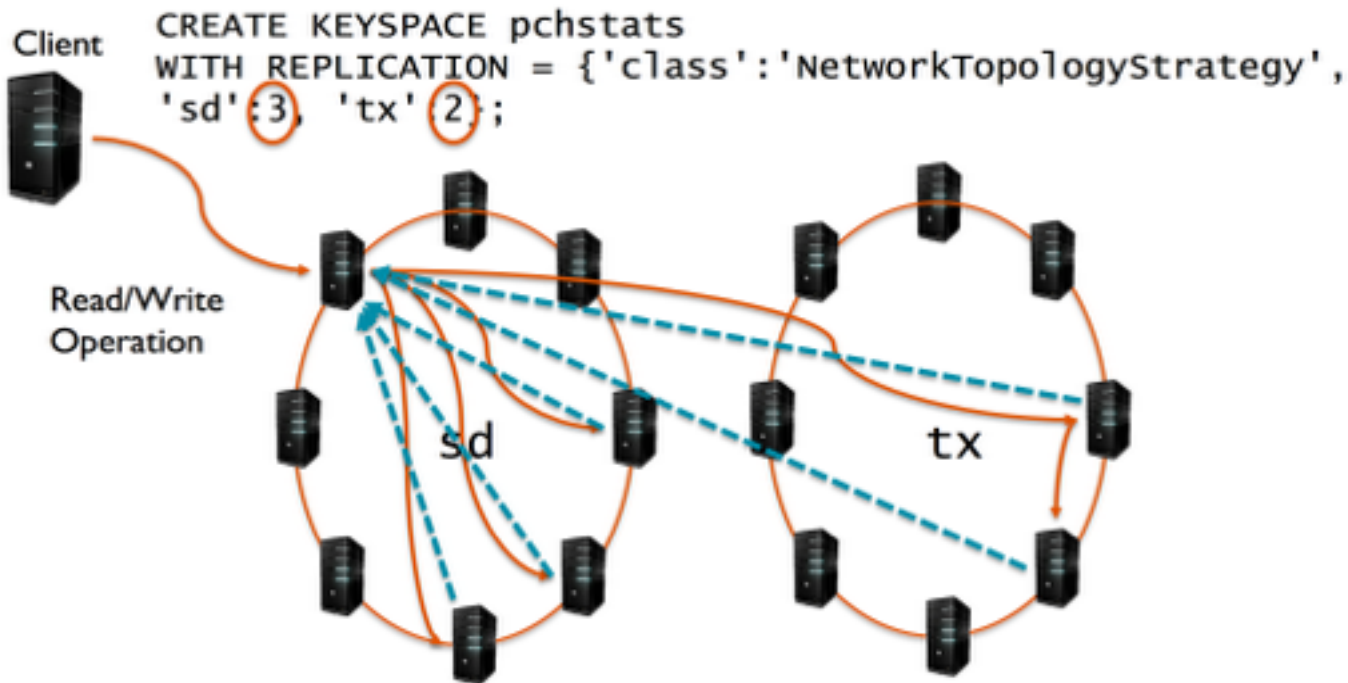 Client
CREATE KEYSPACE pchstats
WITH REPLICATION = {'class':'NetworkTopologyStrategy',
'sd':3, 'tx':2};
Read/Write
Operation
sd
tx